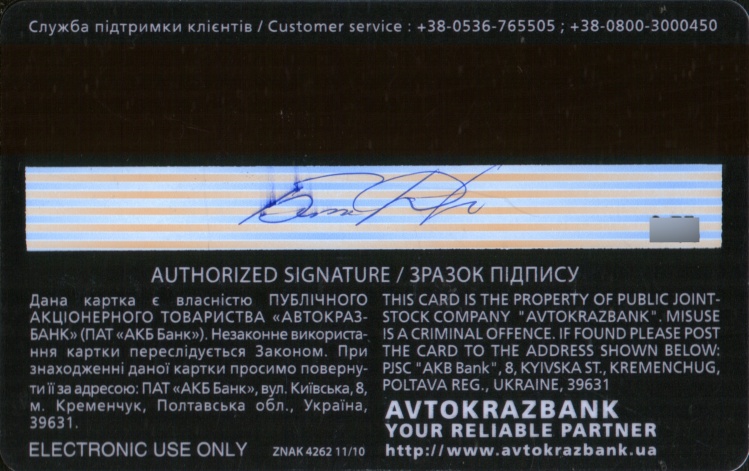 Служба підтримки клієнтів / Customer service : +38-0536-765505 ; +38-0800-3000450
AUTHORIZED SIGNATURE / ЗРАЗОК ПІДПИСУ
Дана картка є власністю ПУБЛІЧНОГО
АКЦІОНЕРНОГО ТОВАРИСТВА «АВТОКРАЗ-
БАНК» (ПАТ «АКБ Банк»). Незаконне використа-
ння картки переслідується Законом. При
знаходженні даної картки просимо поверну-
ти її за адресою: ПАТ «АКБ Банк», вул. Київська, 8,
м. Кременчук, Полтавська обл., Україна,
39631.
ELECTRONIC USE ONLY
ZNAK 4262 11/10
THIS CARD IS THE PROPERTY OF PUBLIC JOINT-
STOCK COMPANY "AVTOKRAZBANK". MISUSE
IS A CRIMINAL OFFENCE. IF FOUND PLEASE POST
THE CARD TO THE ADDRESS SHOWN BELOW:
PJSC "AKB Bank", 8, KYIVSKA ST., KREMENCHUG,
POLTAVA REG., UKRAINE, 39631
AVTOKRAZBANK
YOUR RELIABLE PARTNER
http://www.avtokrazbank.ua